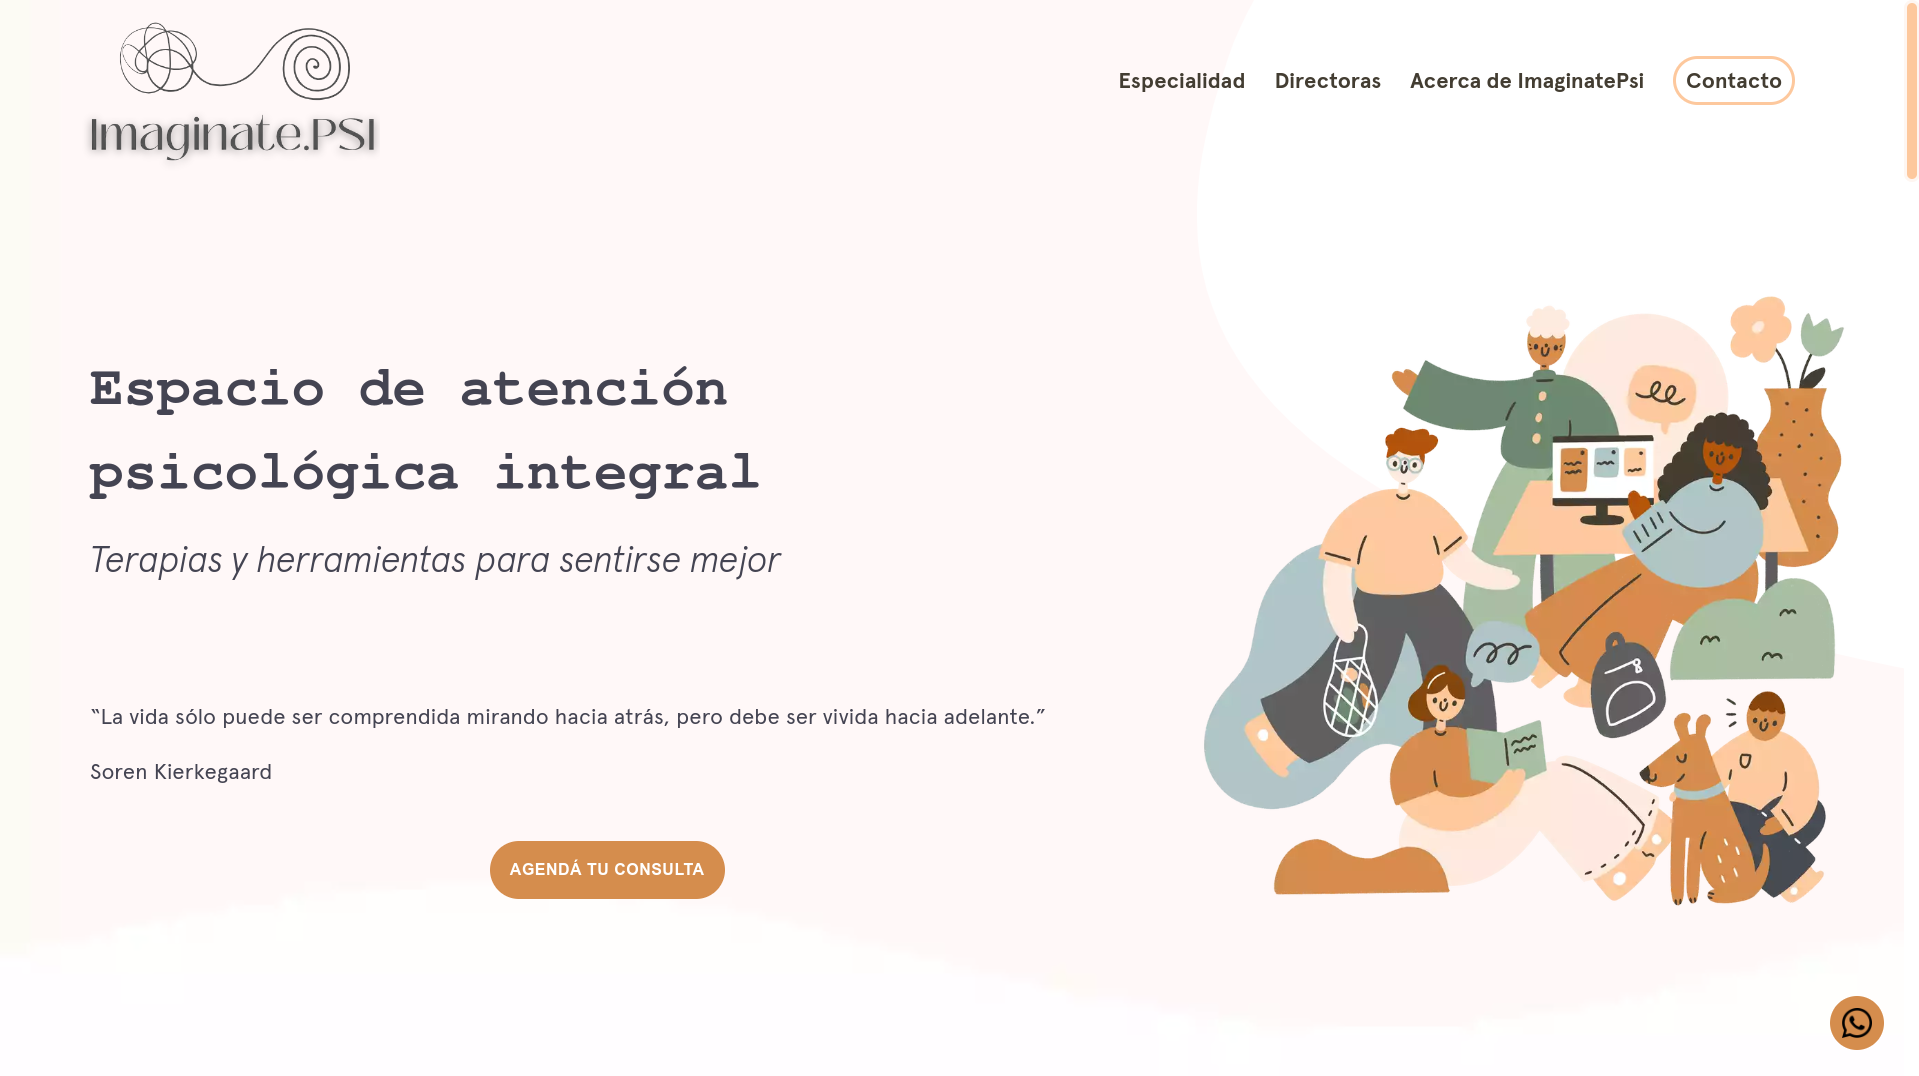 Imaginate.PSI
Especialidad
Directoras
Acerca de ImaginatePsi
Contacto
Espacio de atención
psicológica integral
Terapias y herramientas para sentirse mejor
“La vida sólo puede ser comprendida mirando hacia atrás, pero debe ser vivida hacia adelante.”
Soren Kierkegaard
AGENDÁ TU CONSULTA